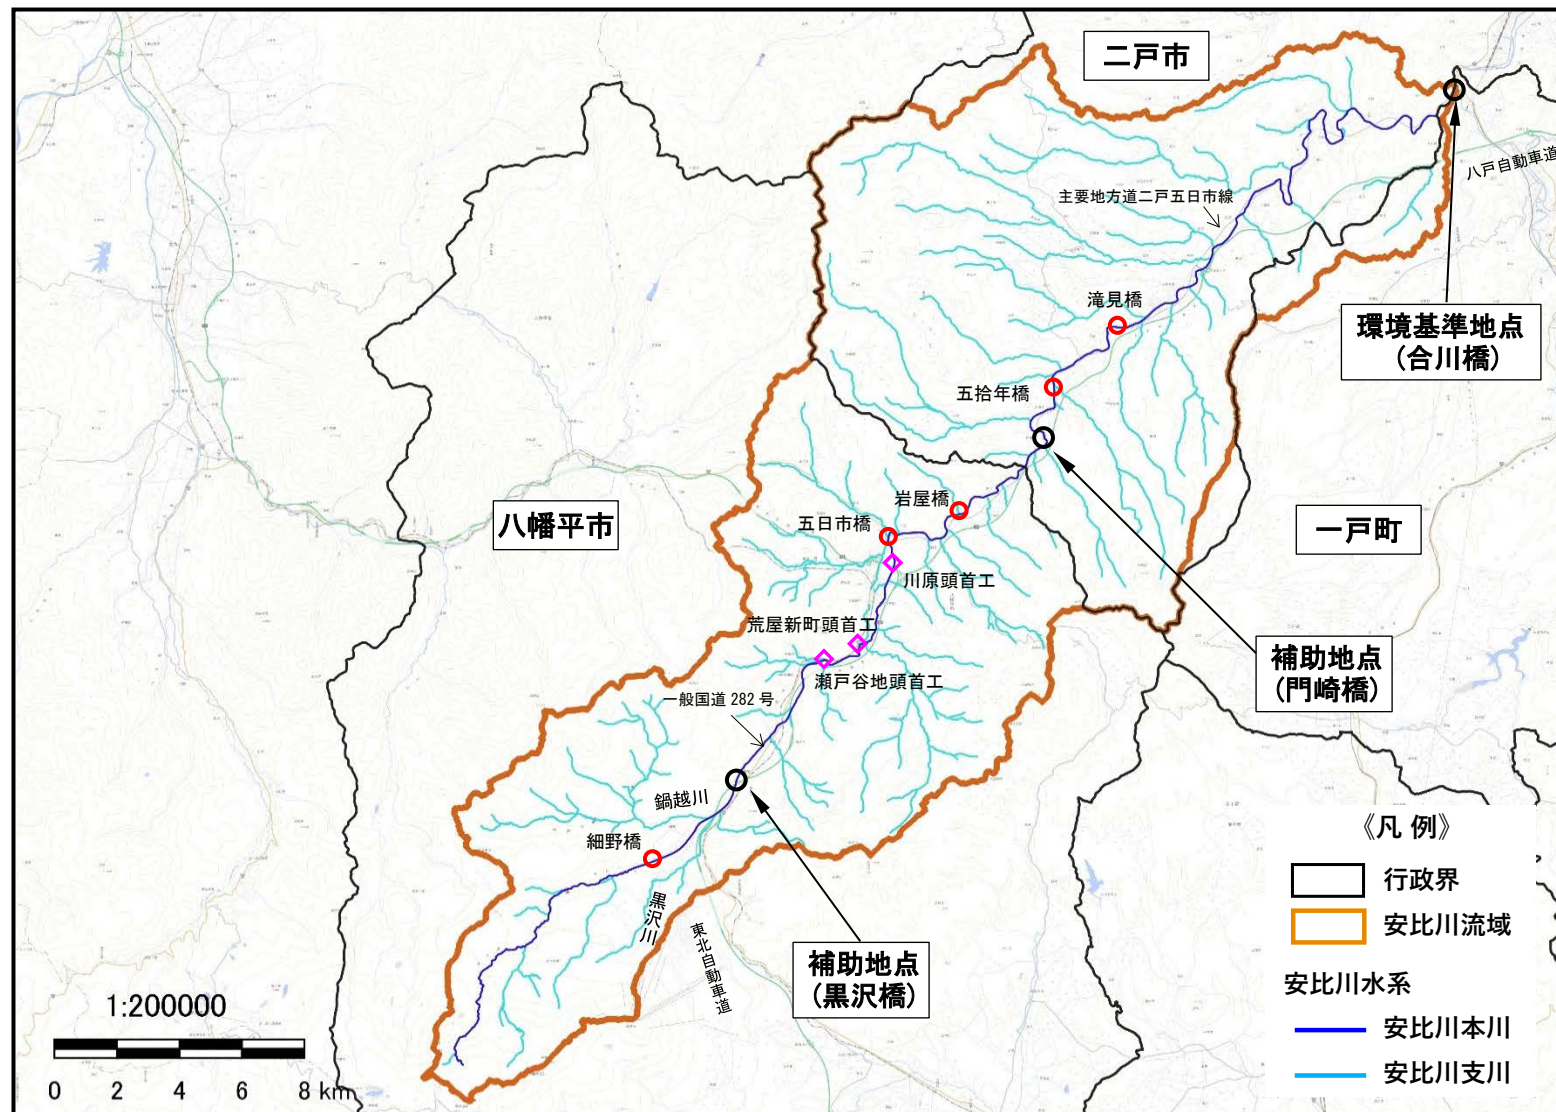 二戸市
八戸自動車道
主要地方道二戸五日市線
滝見橋
環境基準地点
(合川橋)
五拾年橋
岩屋橋
八幡平市
五日市橋
一戸町
川原頭首工
荒屋新町頭首工
補助地点
(門崎橋)
瀬戸谷地頭首工
一般国道 282 号
鍋越川
細野橋
黒沢川
東北自動車道
補助地点
(黒沢橋)
《凡 例》
行政界
安比川流域
安比川水系
安比川本川
安比川支川
1:200000
0 2 4 6 8 km